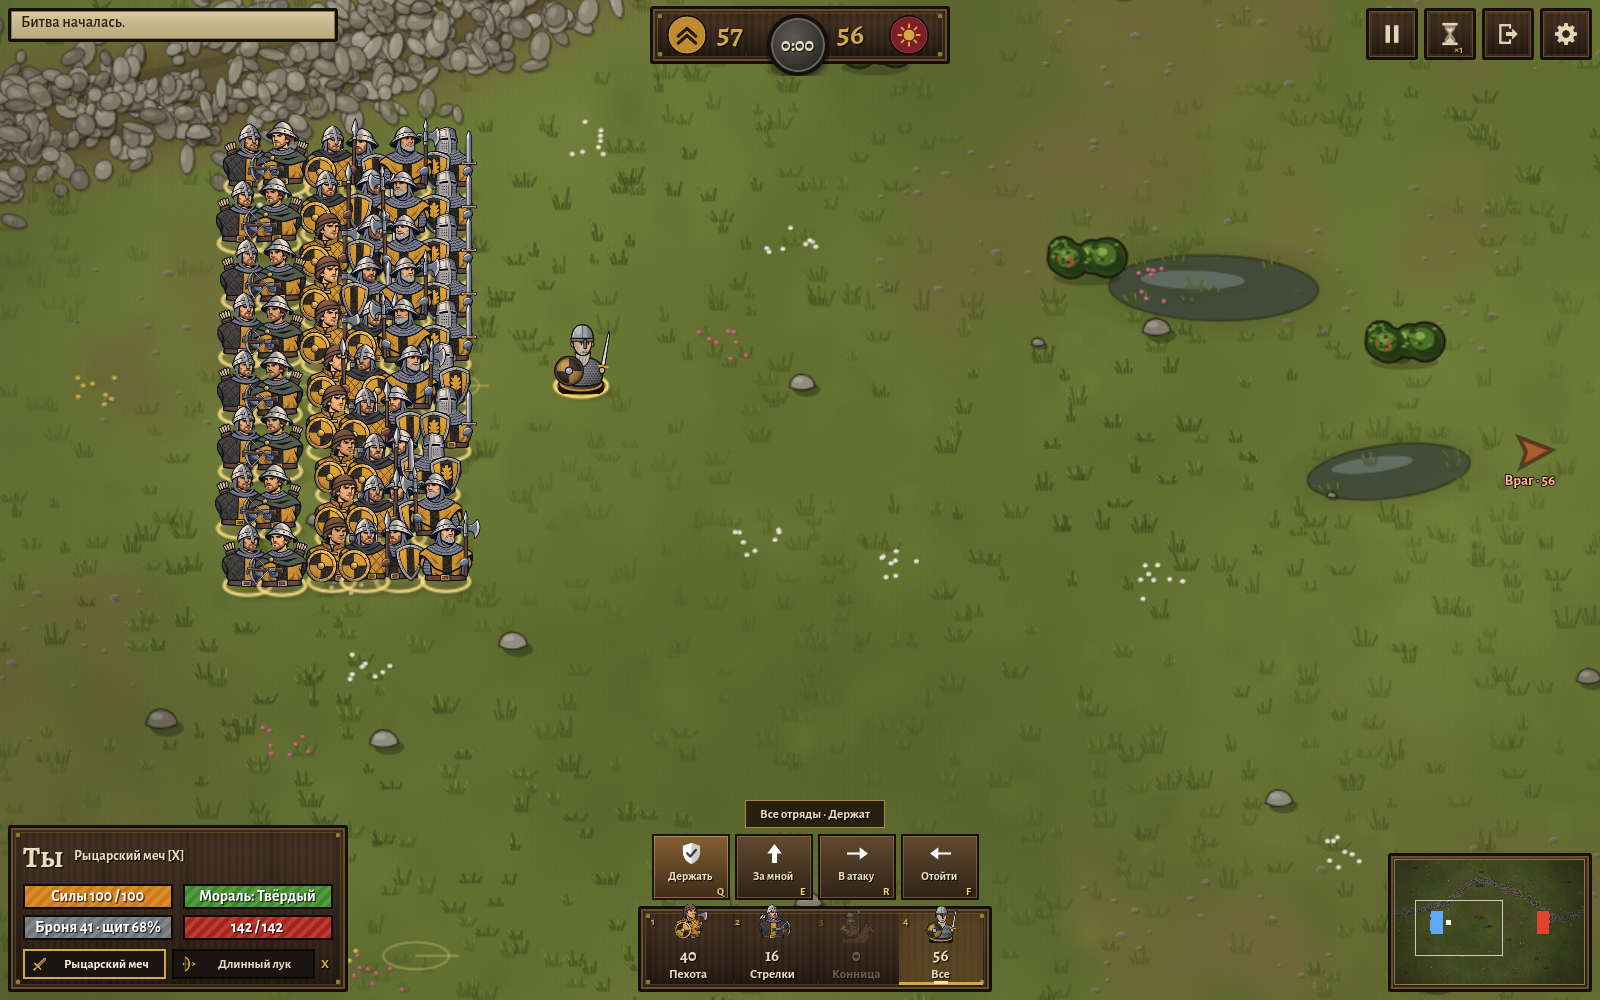 Битва началась.
57
0:00
56
×1
Враг · 56
Все отряды · Держат
Держать
Q
За мной
E
В атаку
R
Отойти
F
1
40
Пехота
2
16
Стрелки
3
0
Конница
4
56
Все
Ты
Рыцарский меч [X]
Силы 100 / 100
Мораль: Твёрдый
Броня 41 · щит 68%
142 / 142
Рыцарский меч
Длинный лук
X